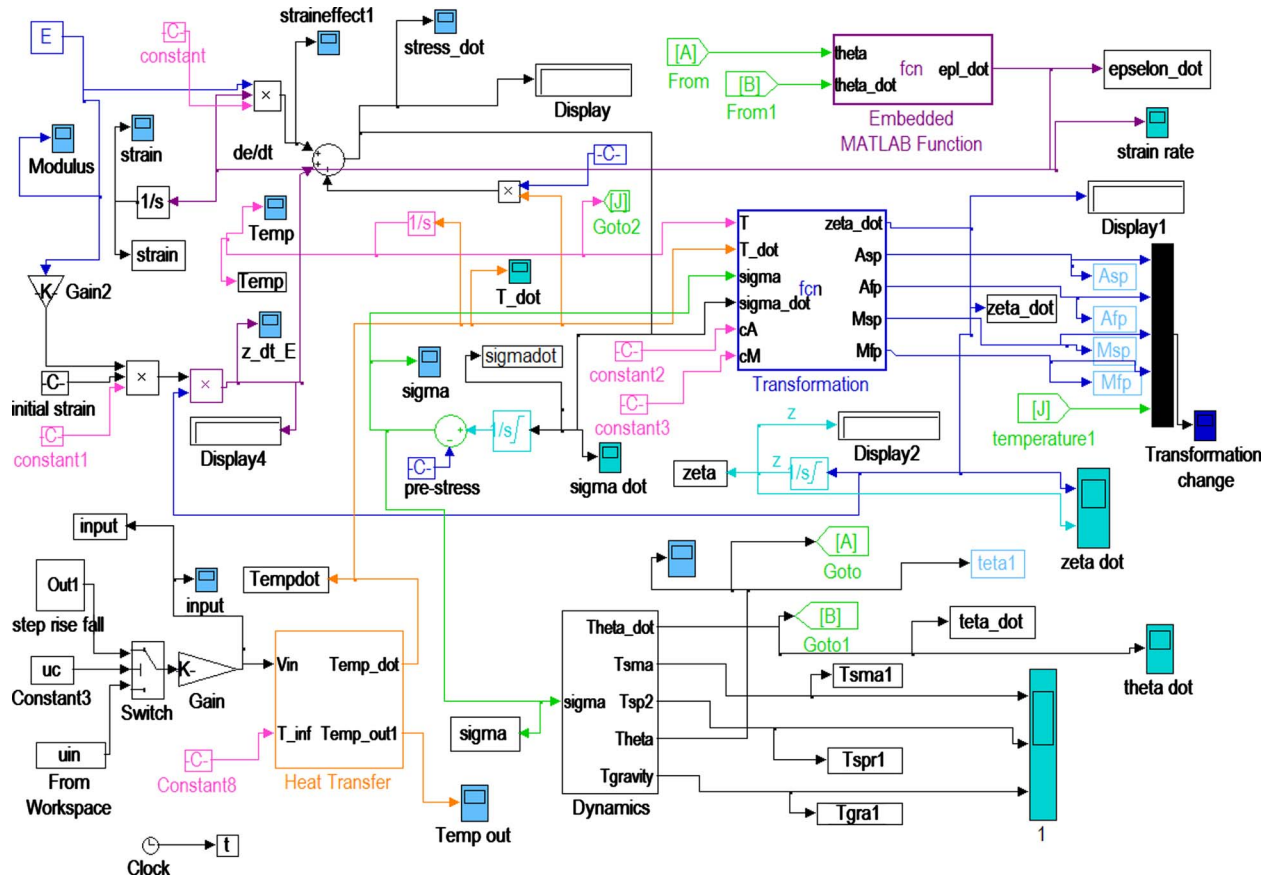 straineffect1
E
-C-
constant
stress_dot
[A]
From
theta
fcn
epl_dot
epselon_dot
[B]
From1
theta_dot
Embedded
MATLAB Function
×
Display
strain rate
Modulus
strain
de/dt
+
+
-C-
×
1/s
Temp
1/s
[J]
Goto2
T
zeta_dot
Display1
strain
Temp
T_dot
T_dot
Asp
Asp
sigma
fcn
Afp
-K-
Gain2
sigma_dot
Msp
zeta_dot
Afp
z_dt_E
cA
Mfp
Msp
sigmadot
-C-
constant2
cM
Mfp
-C-
initial strain
×
×
sigma
Transformation
-C-
constant3
[J]
temperature1
-C-
constant1
Display4
-
1/s
z
Display2
Transformation
change
-C-
pre-stress
sigma dot
zeta
z
1/s
zeta dot
input
[A]
Goto
Out1
step rise fall
input
Tempdot
teta1
[B]
Goto1
Theta_dot
teta_dot
uc
Constant3
Switch
K-
Gain
Vin
Temp_dot
Tsma
Tsma1
theta dot
sigma
Tsp2
uin
From
Workspace
-C-
Constant8
T_inf
Temp_out1
Heat Transfer
sigma
Theta
Tspr1
Tgravity
Dynamics
Tgra1
Temp out
1
Clock
t